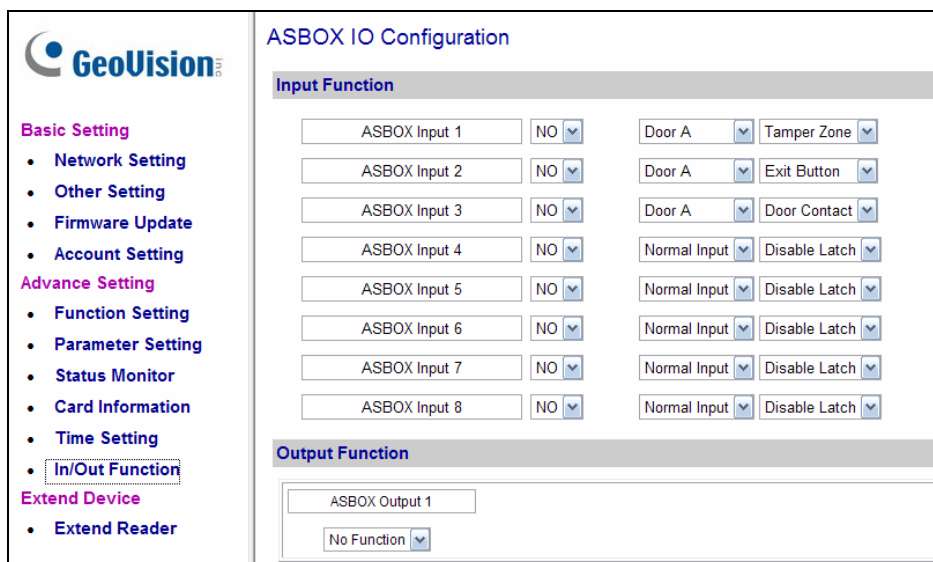 GeoVision inc
Basic Setting
• Network Setting
• Other Setting
• Firmware Update
• Account Setting
Advance Setting
• Function Setting
• Parameter Setting
• Status Monitor
• Card Information
• Time Setting
• In/Out Function
Extend Device
• Extend Reader
ASBOX IO Configuration
Input Function
ASBOX Input 1 NO Door A Tamper Zone
ASBOX Input 2 NO Door A Exit Button
ASBOX Input 3 NO Door A Door Contact
ASBOX Input 4 NO Normal Input Disable Latch
ASBOX Input 5 NO Normal Input Disable Latch
ASBOX Input 6 NO Normal Input Disable Latch
ASBOX Input 7 NO Normal Input Disable Latch
ASBOX Input 8 NO Normal Input Disable Latch
Output Function
ASBOX Output 1
No Function